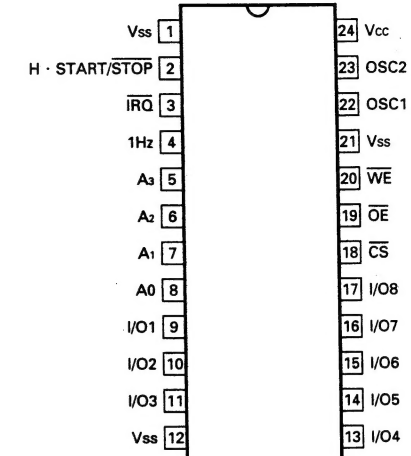 Vss 1 24 Vcc
H · START/STOP 2 23 OSC2
IRQ 3 22 OSC1
1Hz 4 21 Vss
A3 5 20 WE
A2 6 19 OE
A1 7 18 CS
A0 8 17 I/O8
I/O1 9 16 I/O7
I/O2 10 15 I/O6
I/O3 11 14 I/O5
Vss 12 13 I/O4